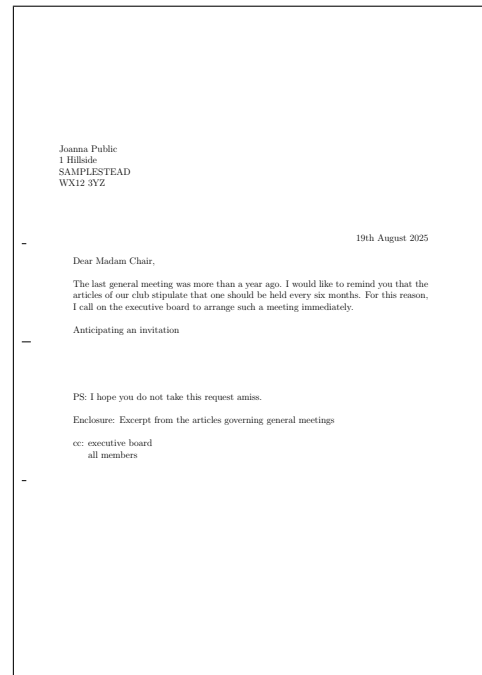 Joanna Public
1 Hillside
SAMPLESTEAD
WX12 3YZ
19th August 2025
Dear Madam Chair,
The last general meeting was more than a year ago. I would like to remind you that the
articles of our club stipulate that one should be held every six months. For this reason,
I call on the executive board to arrange such a meeting immediately.
Anticipating an invitation
PS: I hope you do not take this request amiss.
Enclosure: Excerpt from the articles governing general meetings
cc: executive board
all members